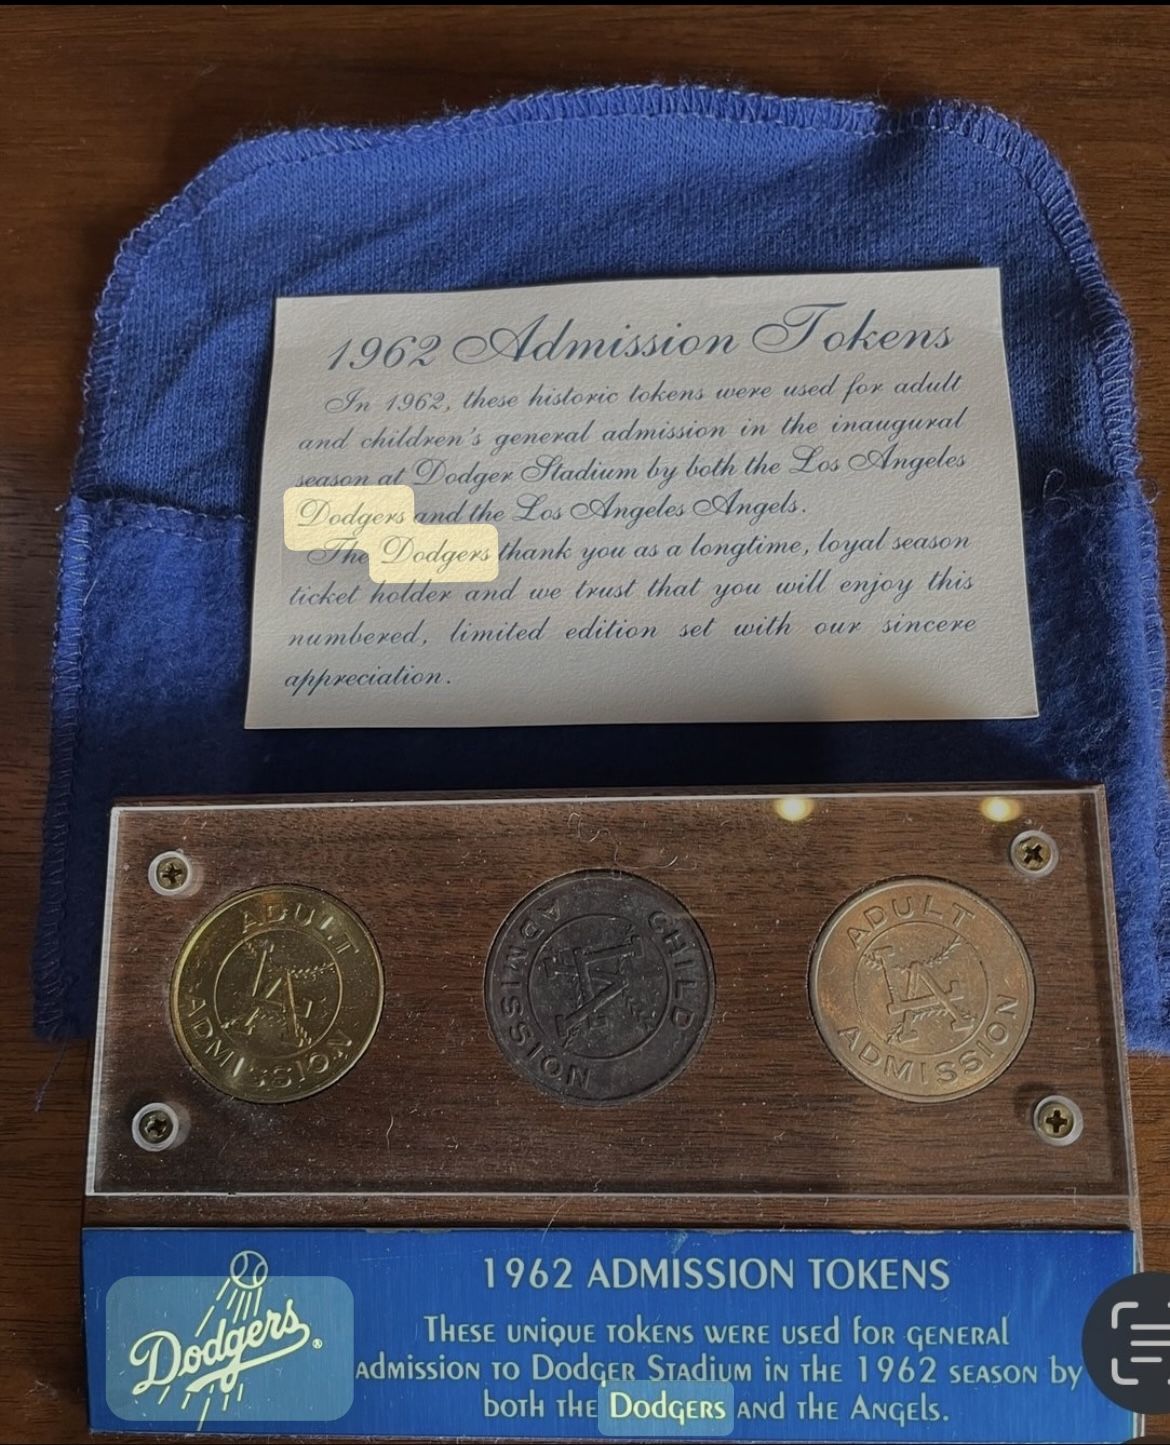 1962 Admission Tokens
In 1962, these historic tokens were used for adult
and children's general admission in the inaugural
season at Dodger Stadium by both the Los Angeles
Dodgers and the Los Angeles Angels.
The Dodgers thank you as a longtime, loyal season
ticket holder and we trust that you will enjoy this
numbered, limited edition set with our sincere
appreciation.
ADULT
LA
ADMISSION
CHILD
LA
ADMISSION
ADULT
LA
ADMISSION
Dodgers®
1962 ADMISSION TOKENS
THESE UNIQUE TOKENS WERE USED FOR GENERAL
ADMISSION TO DODGER STADIUM IN THE 1962 SEASON BY
BOTH THE DODGERS AND THE ANGELS.